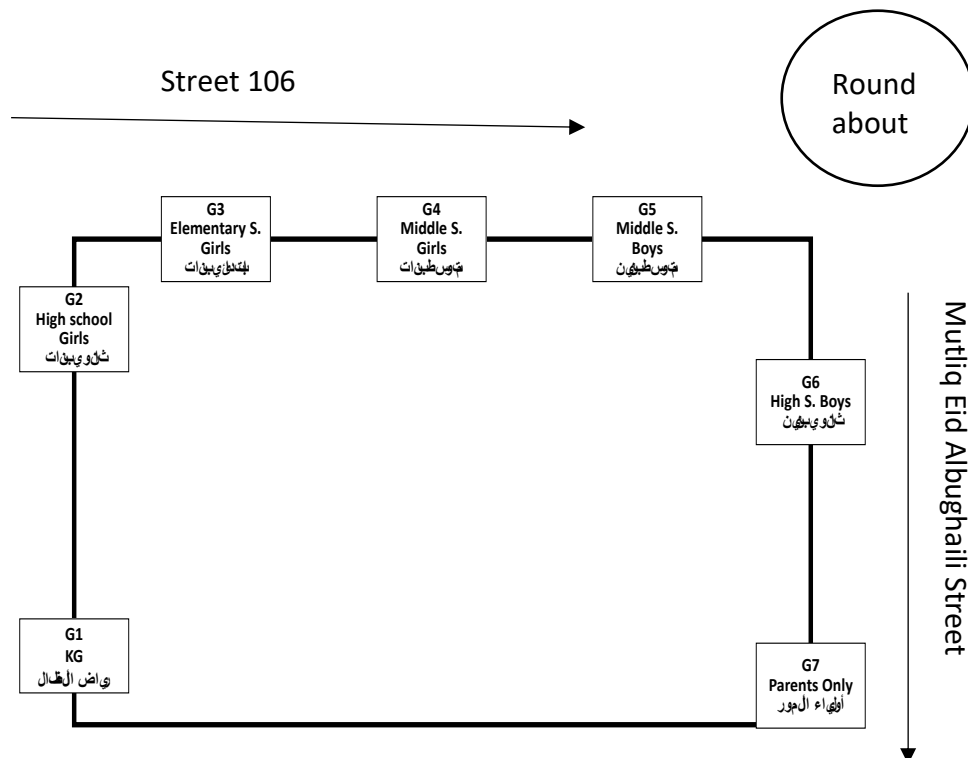 Street 106
Round
about
G3
Elementary S.
Girls
ابتدائي بنات
G4
Middle S.
Girls
متوسط بنات
G5
Middle S.
Boys
متوسط بنين
G2
High school
Girls
ثانوي بنات
G6
High S. Boys
ثانوي بنين
Mutliq Eid Albughaili Street
G1
KG
رياض الطفال
G7
Parents Only
أولياء المور